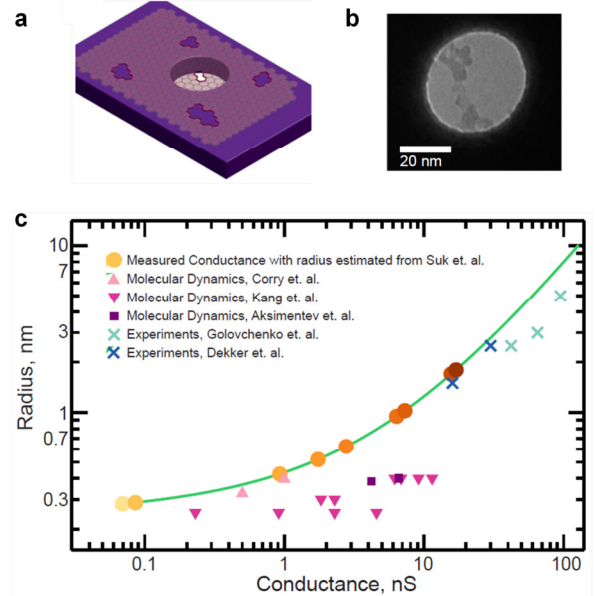 a
b
20 nm
c
10
7
3
1
0.7
0.3
Radius, nm
Measured Conductance with radius estimated from Suk et. al.
Molecular Dynamics, Corry et. al.
Molecular Dynamics, Kang et. al.
Molecular Dynamics, Aksimentev et. al.
Experiments, Golovchenko et. al.
Experiments, Dekker et. al.
0.1
1
10
100
Conductance, nS